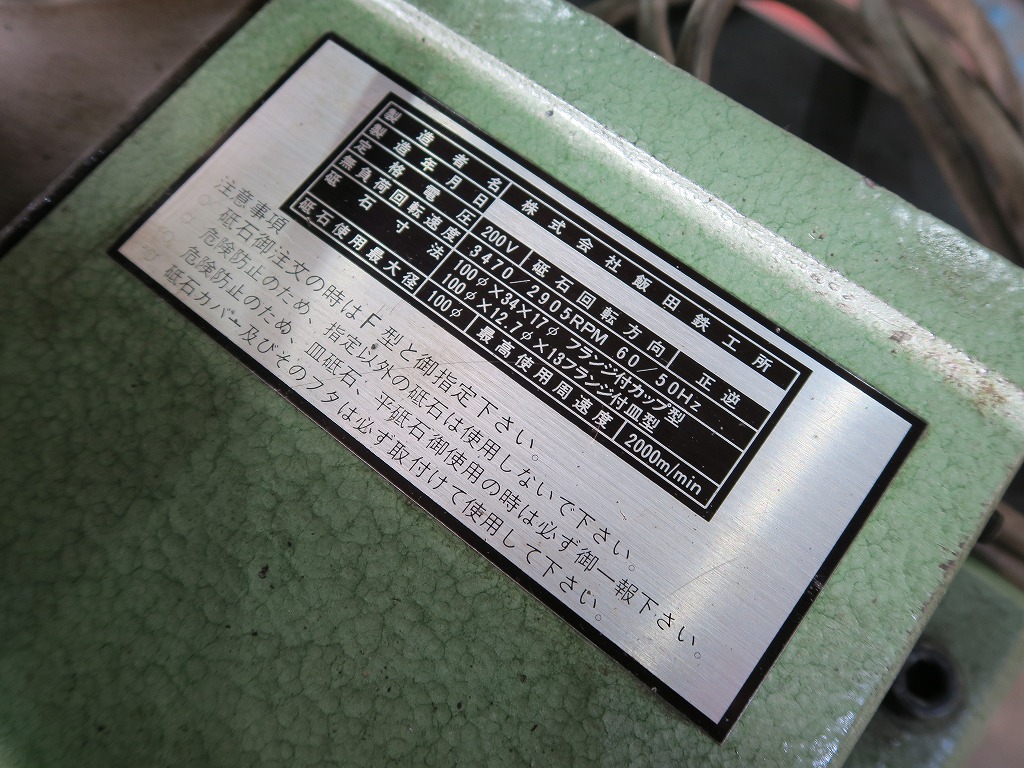 製造者名 株式会社飯田鉄工所
製造年月日
定格電圧 200V 砥石回転方向 正逆
無負荷回転速度 3470/2905RPM 60/50Hz
砥石寸法 100φ×34×17φ フランジ付カップ型
100φ×12.7φ×13フランジ付皿型
砥石使用最大径 100φ 最高使用周速度 2000m/min
注意事項
砥石御注文の時はF型と御指定下さい。
危険防止のため、指定以外の砥石は使用しないで下さい。
危険防止のため、皿砥石、平砥石御使用の時は必ず御一報下さい。
砥石カバー及びそのフタは必ず取付けて使用して下さい。